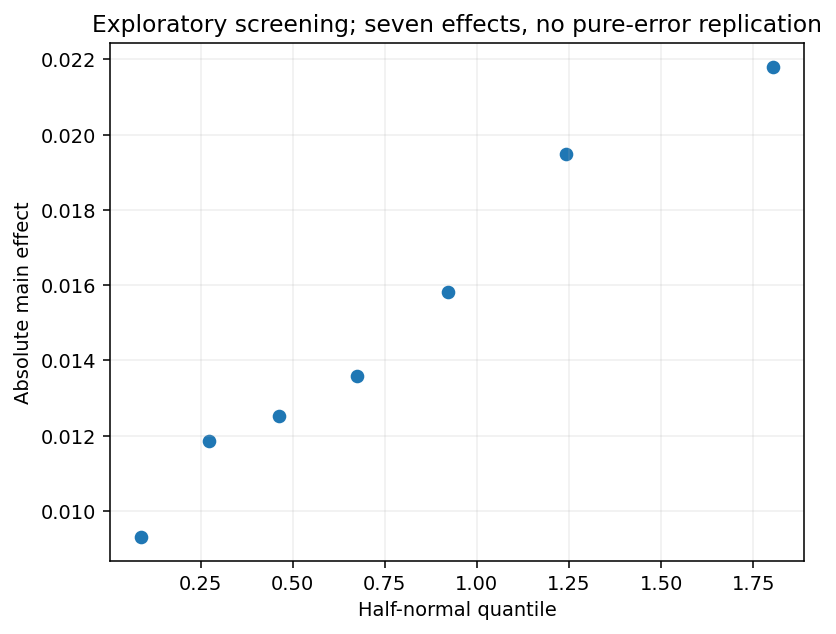 Exploratory screening; seven effects, no pure-error replication
0.022
0.020
0.018
0.016
0.014
0.012
0.010
Absolute main effect
0.25 0.50 0.75 1.00 1.25 1.50 1.75
Half-normal quantile